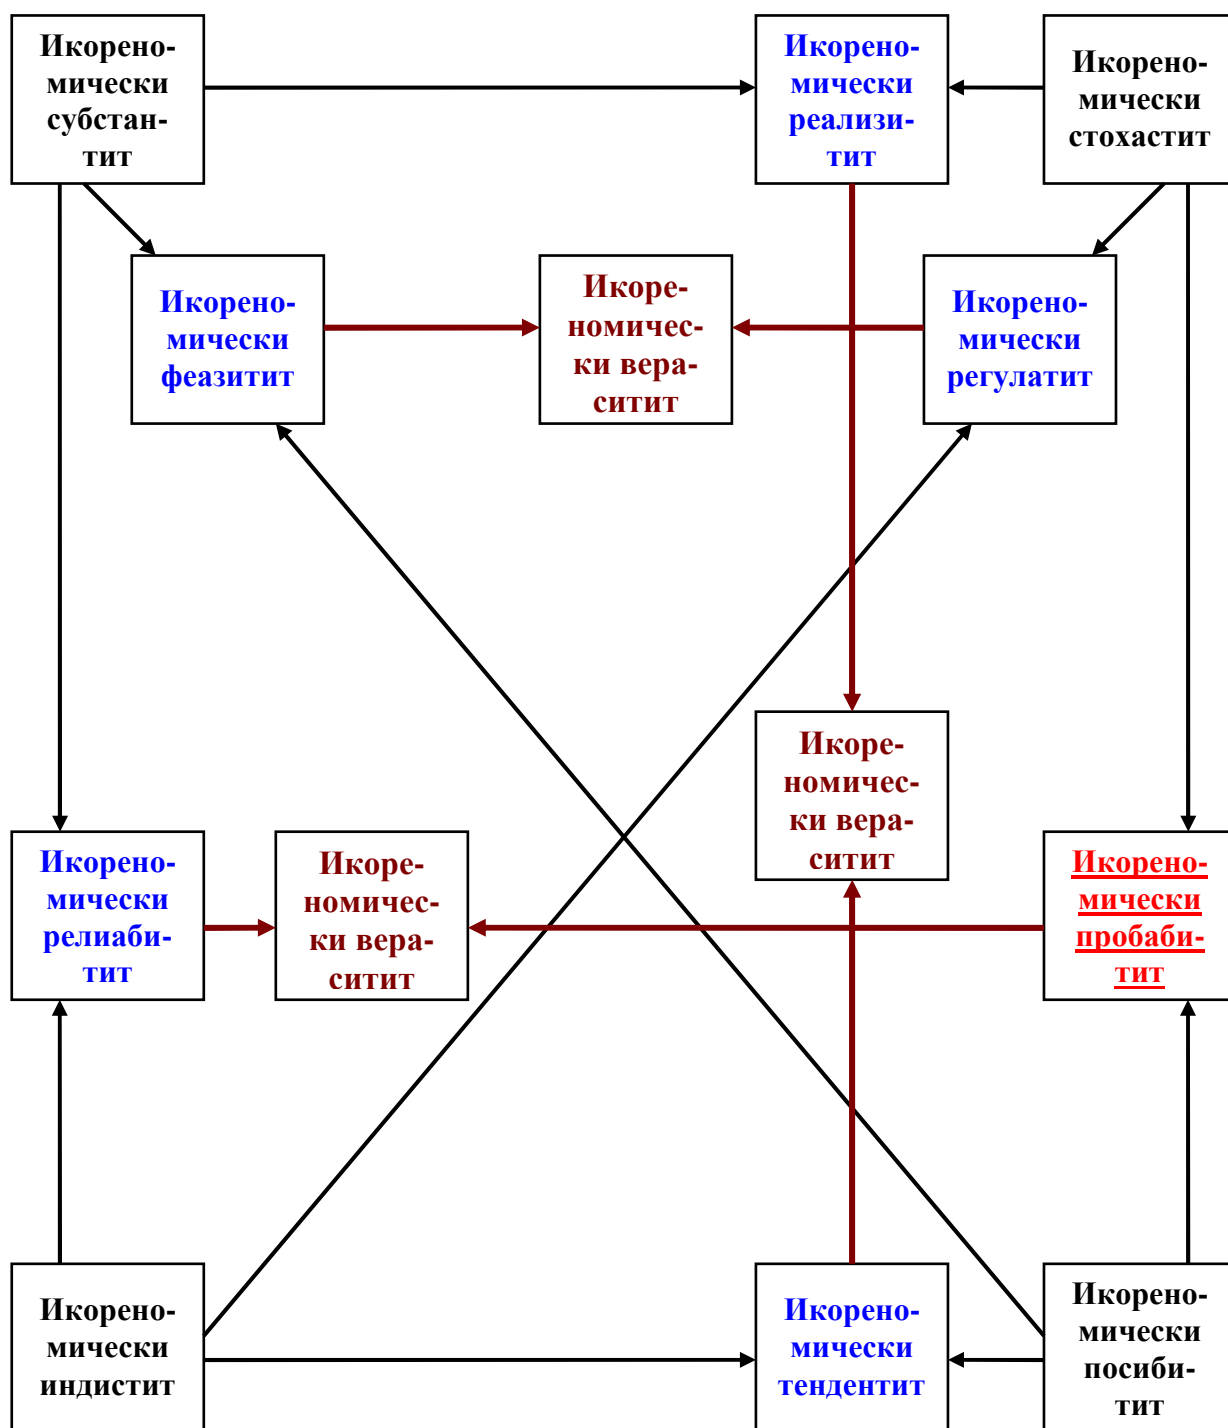 Икорено-
мически
субстан-
тит
Икорено-
мически
реализи-
тит
Икорено-
мически
стохастит
Икорено-
мически
феазитит
Икоре-
номичес-
ки вера-
ситит
Икорено-
мически
регулатит
Икоре-
номичес-
ки вера-
ситит
Икорено-
мически
релиаби-
тит
Икоре-
номичес-
ки вера-
ситит
Икорено-
мически
пробаби-
тит
Икорено-
мически
индистит
Икорено-
мически
тендентит
Икорено-
мически
посиби-
тит